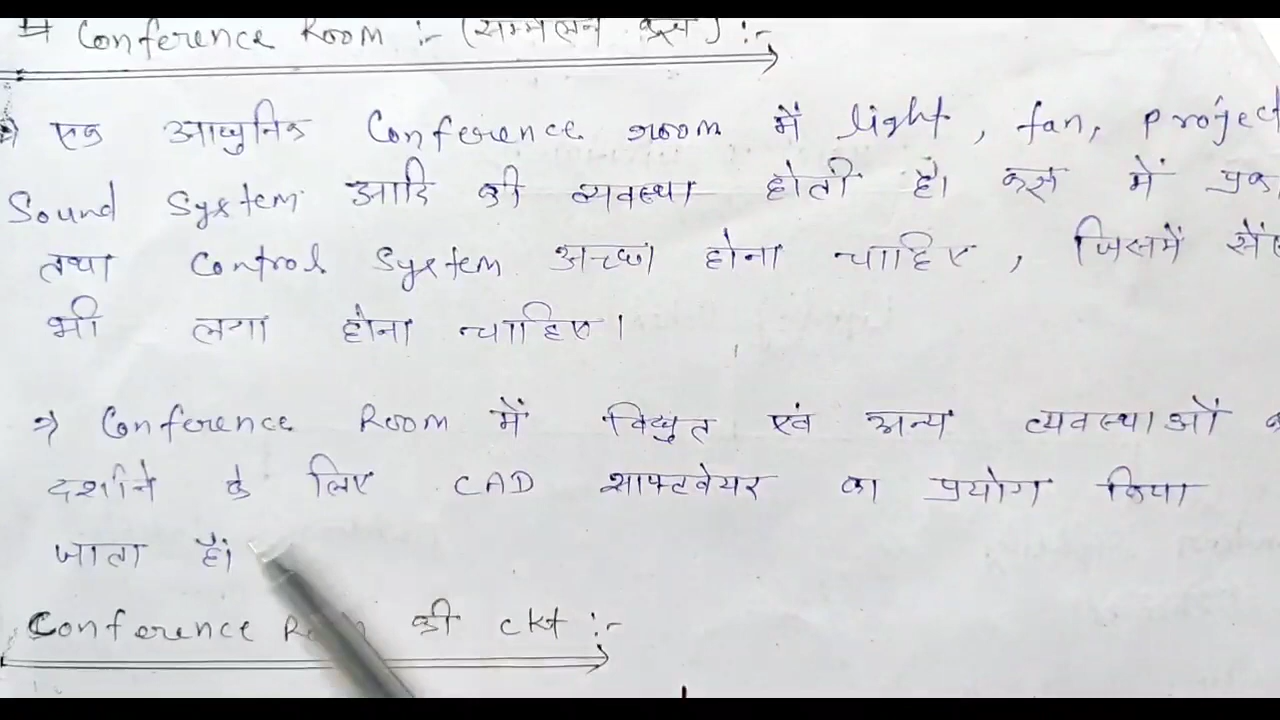 # Conference Room :- (सम्मेलन कक्ष) :-
→ एक आधुनिक Conference room में light, fan, project
Sound System आदि की व्यवस्था होती है। कक्ष में प्रक
तथा Control System अच्छा होना चाहिए, जिसमें सें
भी लगा होना चाहिए।
⇒ Conference Room में विद्युत एवं अन्य व्यवस्थाओं
दर्शाने के लिए CAD साफ्टवेयर का प्रयोग किया
जाता है।
Conference Room की ckt :-